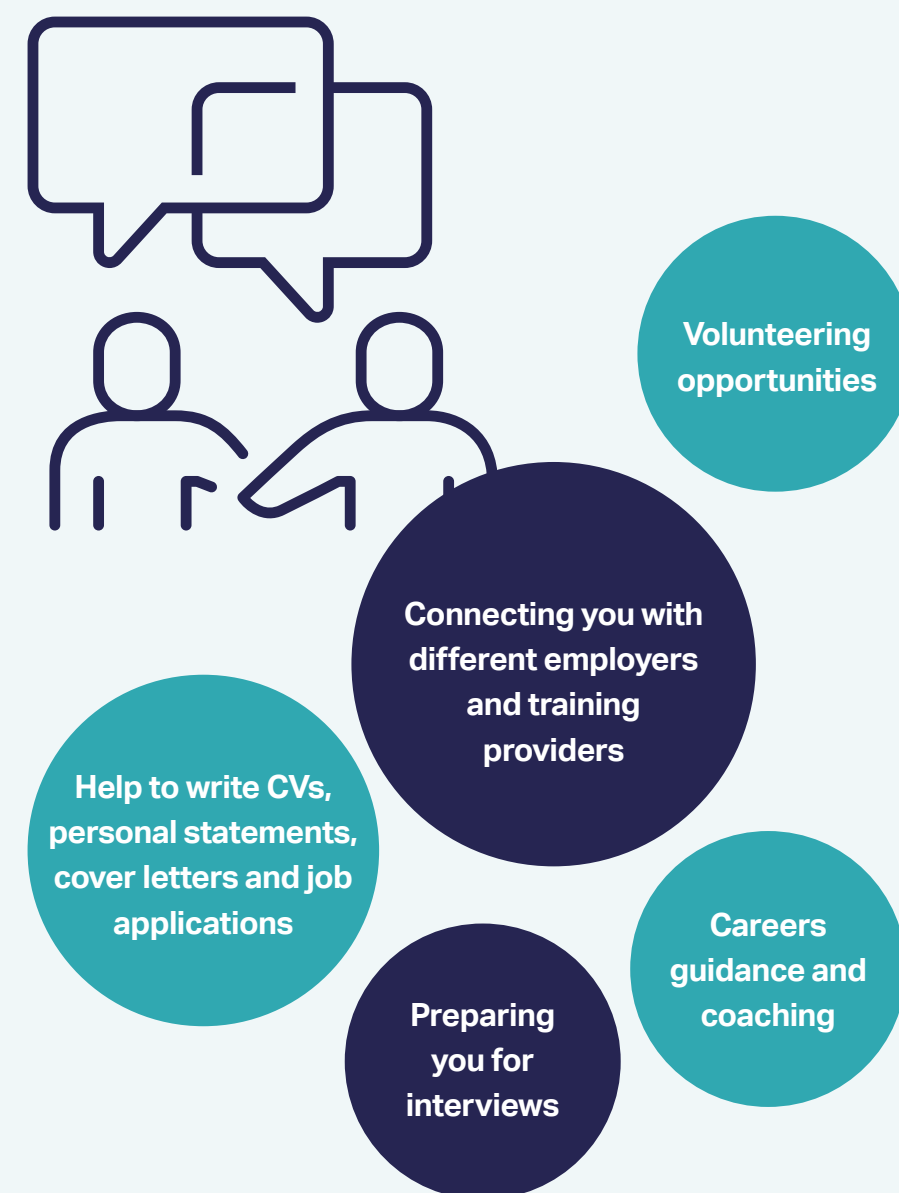 Volunteering
opportunities
Connecting you with
different employers
and training
providers
Help to write CVs,
personal statements,
cover letters and job
applications
Careers
guidance and
coaching
Preparing
you for
interviews